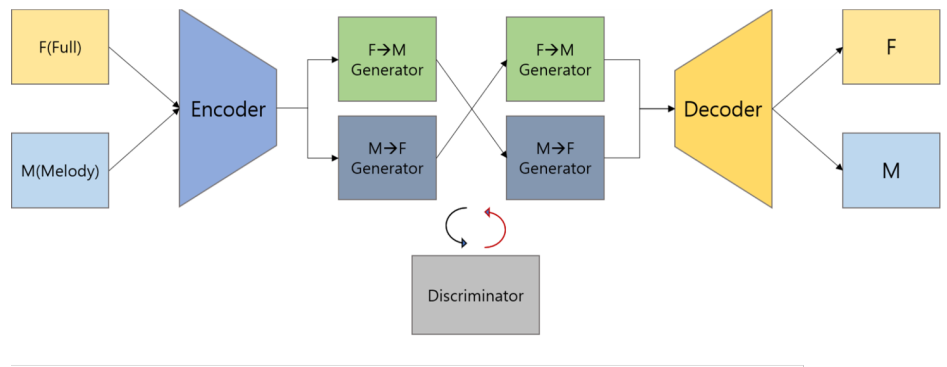 F(Full)
M(Melody)
Encoder
F→M
Generator
M→F
Generator
F→M
Generator
M→F
Generator
Decoder
F
M
Discriminator